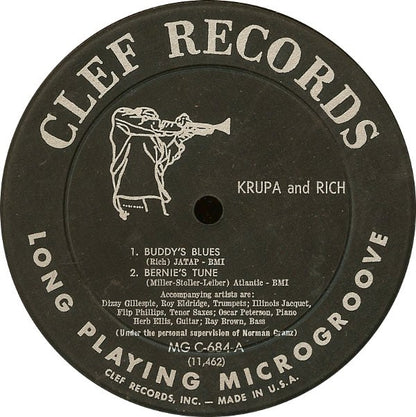 CLEF RECORDS
KRUPA and RICH
1. BUDDY'S BLUES
(Rich) JATAP - BMI
2. BERNIE'S TUNE
(Miller-Stoller-Leiber) Atlantic - BMI
Accompanying artists are:
Dizzy Gillespie, Roy Eldridge, Trumpets; Illinois Jacquet,
Flip Phillips, Tenor Saxes; Oscar Peterson, Piano
Herb Ellis, Guitar; Ray Brown, Bass
(Under the personal supervision of Norman Granz)
MG C-684-A
(11,462)
LONG PLAYING MICROGROOVE
CLEF RECORDS, INC. — MADE IN U.S.A.